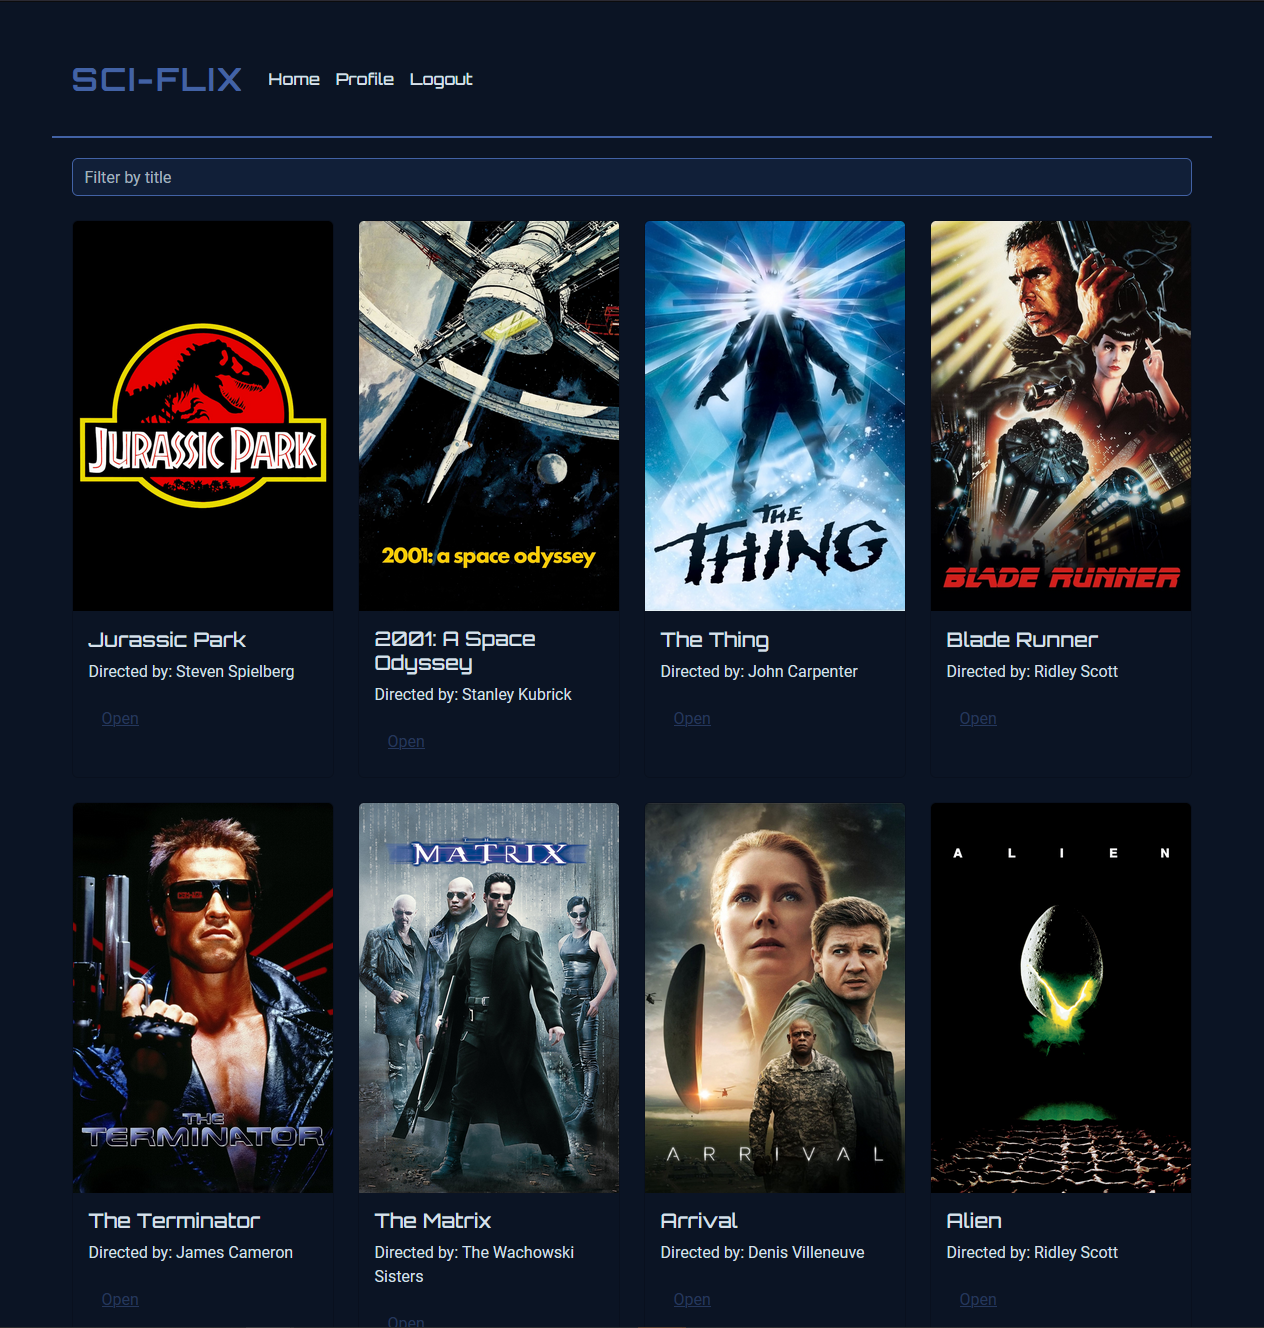 SCI-FLIX Home Profile Logout
Filter by title
JURASSIC PARK
2001: a space odyssey
THE
THING
BLADE RUNNER
Jurassic Park
Directed by: Steven Spielberg
Open
2001: A Space
Odyssey
Directed by: Stanley Kubrick
Open
The Thing
Directed by: John Carpenter
Open
Blade Runner
Directed by: Ridley Scott
Open
THE
TERMINATOR
THE
MATRIX
ARRIVAL
ALIEN
The Terminator
Directed by: James Cameron
Open
The Matrix
Directed by: The Wachowski
Sisters
Open
Arrival
Directed by: Denis Villeneuve
Open
Alien
Directed by: Ridley Scott
Open